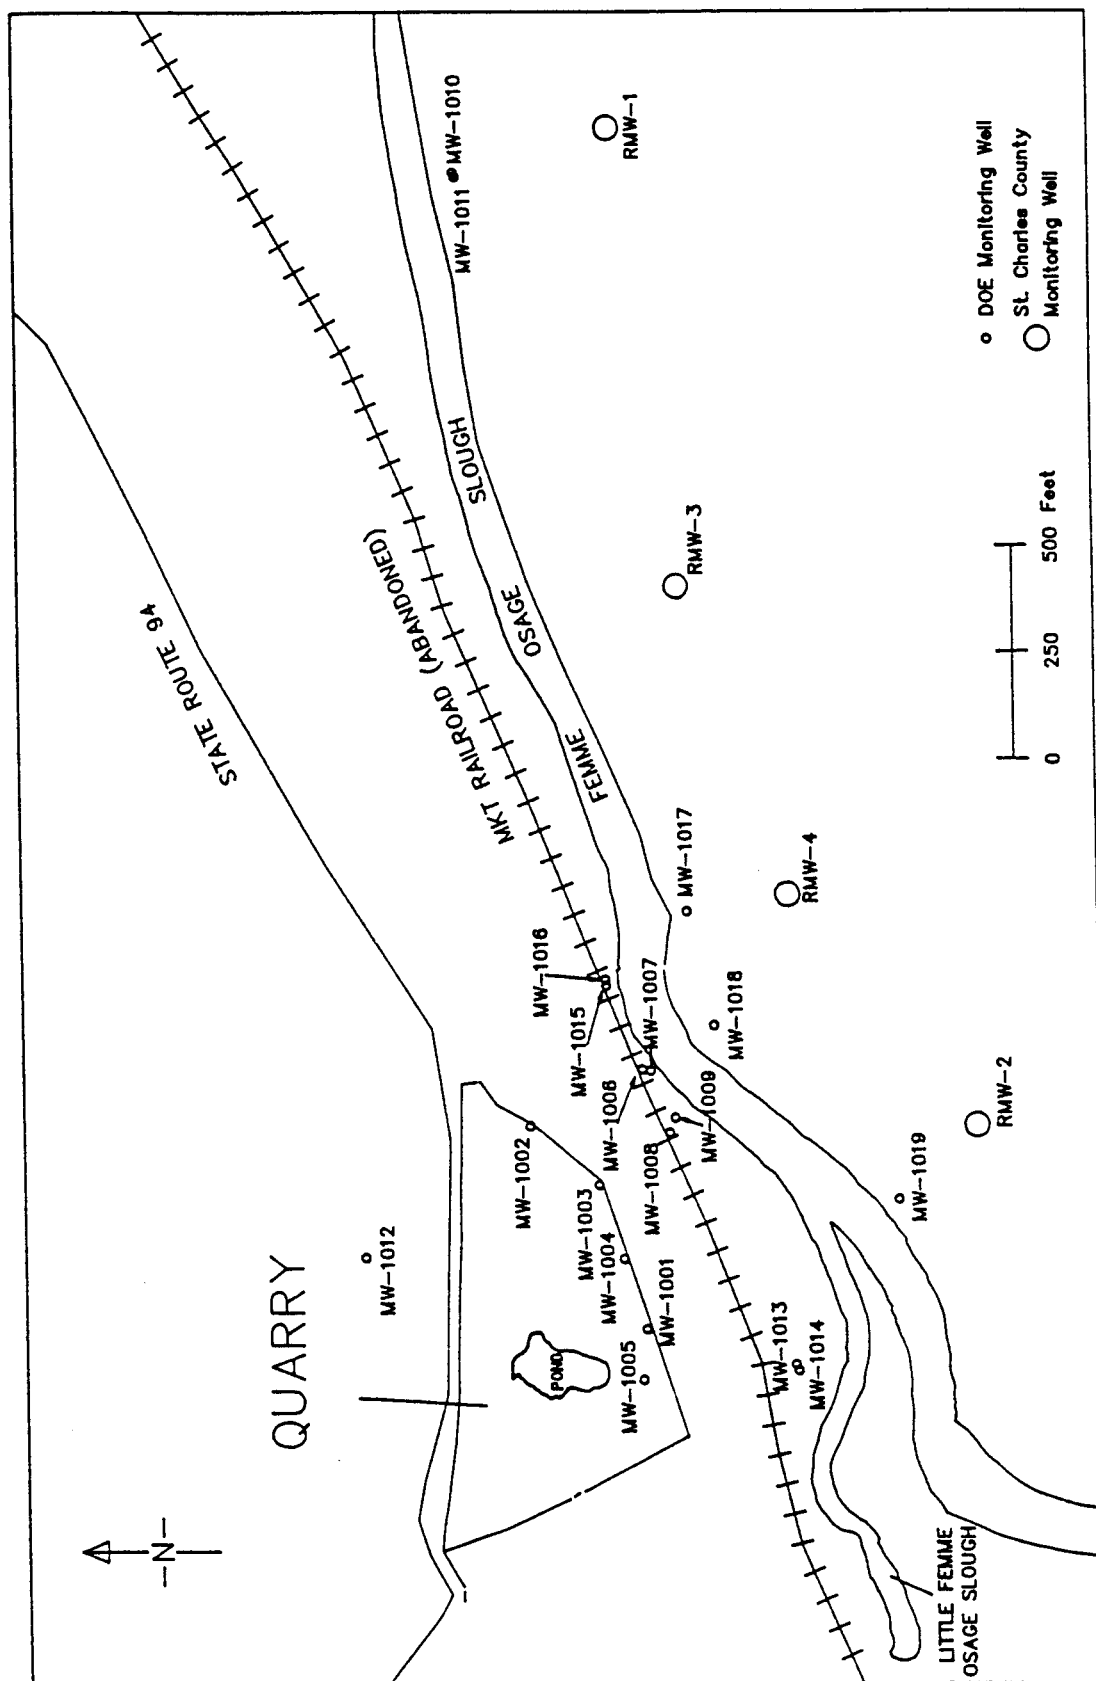 QUARRY
-N-
STATE ROUTE 94
MKT RAILROAD (ABANDONED)
FEMME
OSAGE
SLOUGH
MW-1012
MW-1002
MW-1003
MW-1004
MW-1001
MW-1005
POND
MW-1016
MW-1015
MW-1007
MW-1006
MW-1009
MW-1008
MW-1013
MW-1014
MW-1017
MW-1018
MW-1019
MW-1011
MW-1010
RMW-1
RMW-3
RMW-4
RMW-2
LITTLE FEMME
OSAGE SLOUGH
0 250 500 Feet
DOE Monitoring Well
St. Charles County
Monitoring Well